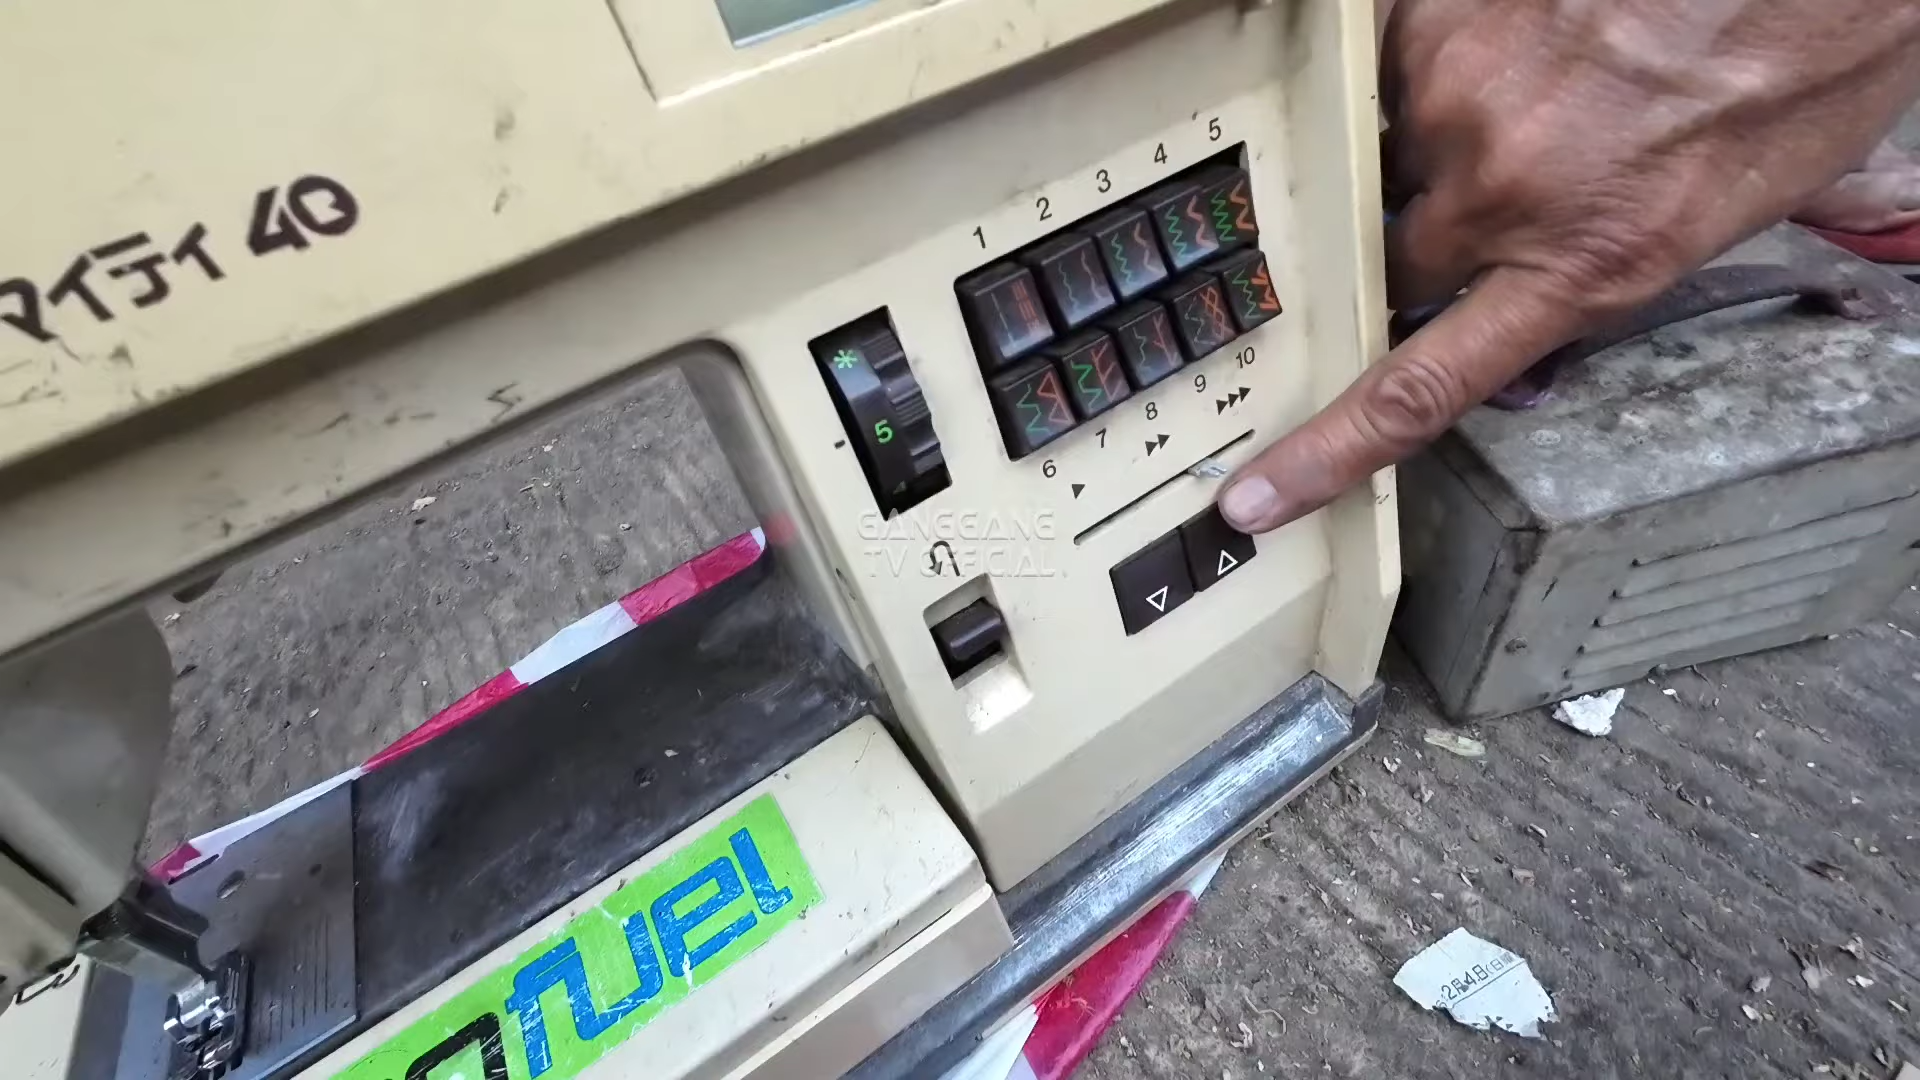 マイティ 40
1 2 3 4 5
*
5
6 7 8 9 10
GANGGANG
TV OFFICIAL
fuel